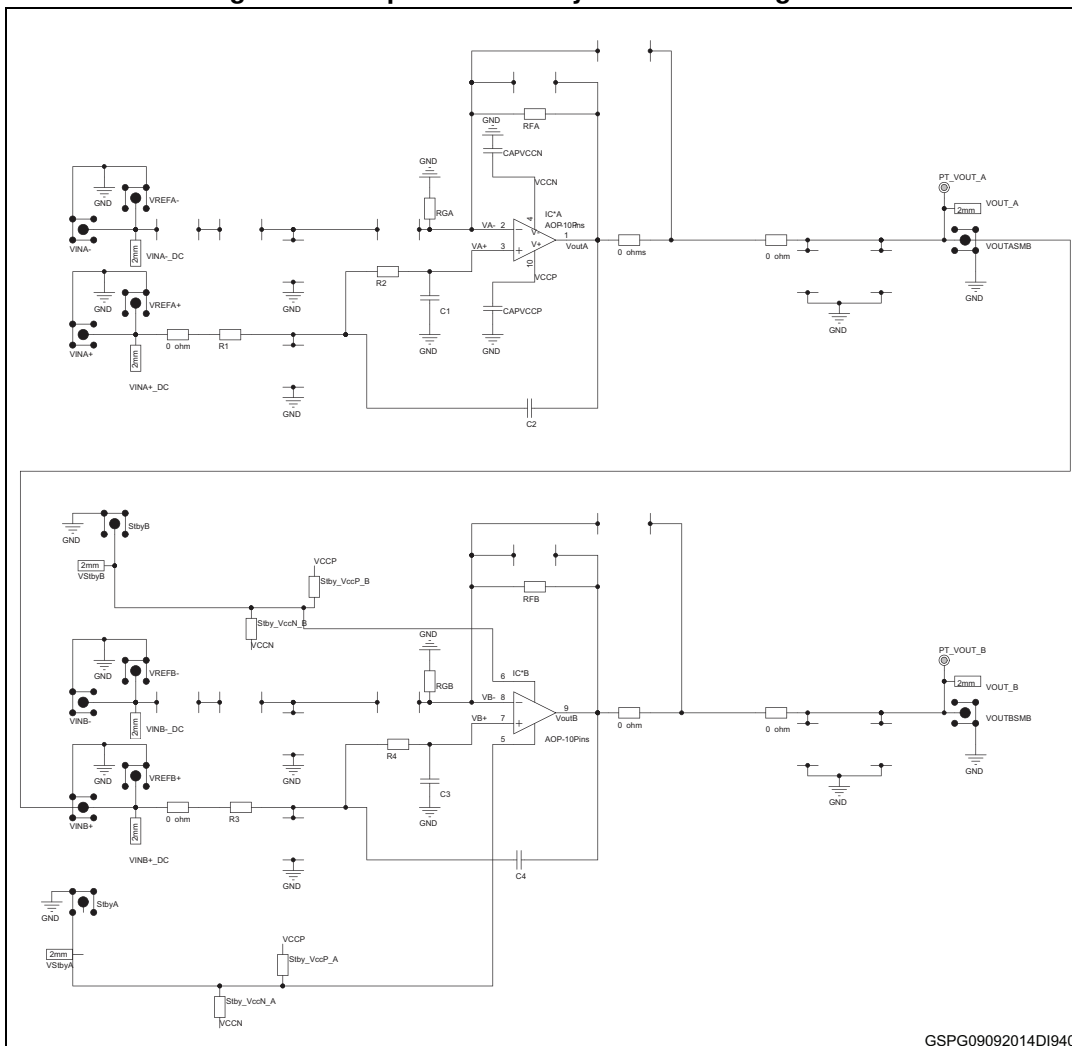 GND
RFA
GND
CAPVCCN
GND
VCCN
PT_VOUT_A
GND
VREFA-
RGA
IC*A
AOP-10Pins
VOUT_A
2mm
VA- 2
4
V-
1
VoutA
VINA-
2mm
VINA-_DC
VA+ 3
V+
10
0 ohms
0 ohm
VOUTASMB
GND
VREFA+
GND
R2
VCCP
C1
CAPVCCP
GND
GND
GND
GND
VINA+
2mm
0 ohm
R1
VINA+_DC
GND
C2
StbyB
GND
2mm
VStbyB
VCCP
Stby_VccP_B
RFB
Stby_VccN_B
VCCN
GND
PT_VOUT_B
GND
VREFB-
RGB
6
IC*B
VOUT_B
2mm
VB- 8
9
VoutB
VINB-
2mm
VINB-_DC
VB+ 7
5
AOP-10Pins
0 ohm
0 ohm
VOUTBSMB
GND
VREFB+
GND
R4
C3
GND
GND
GND
VINB+
2mm
0 ohm
R3
VINB+_DC
GND
C4
StbyA
GND
2mm
VStbyA
VCCP
Stby_VccP_A
Stby_VccN_A
VCCN
GSPG09092014DI940